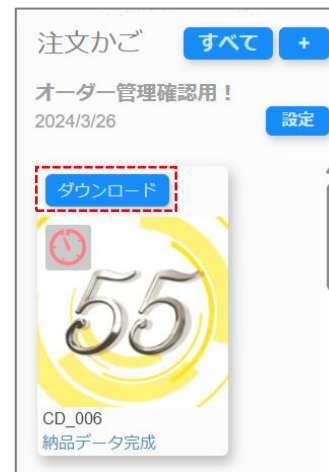 注文かご すべて +
オーダー管理確認用！
2024/3/26 設定
ダウンロード
55
CD_006
納品データ完成